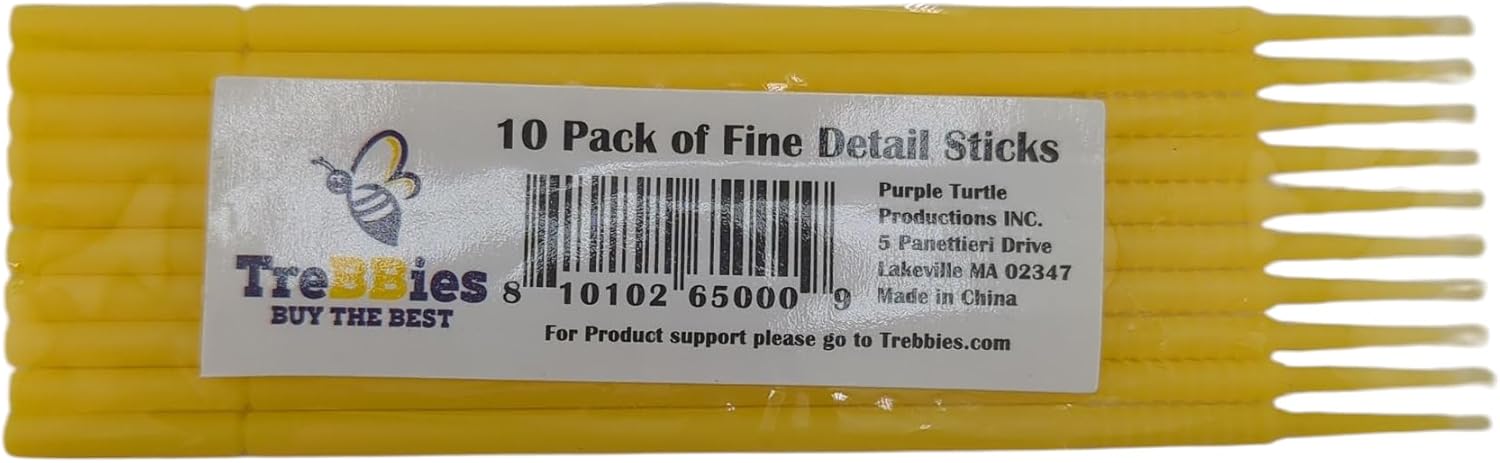 10 Pack of Fine Detail Sticks
TreBBies
BUY THE BEST
8 10102 65000 9
Purple Turtle
Productions INC.
5 Panettieri Drive
Lakeville MA 02347
Made in China
For Product support please go to Trebbies.com